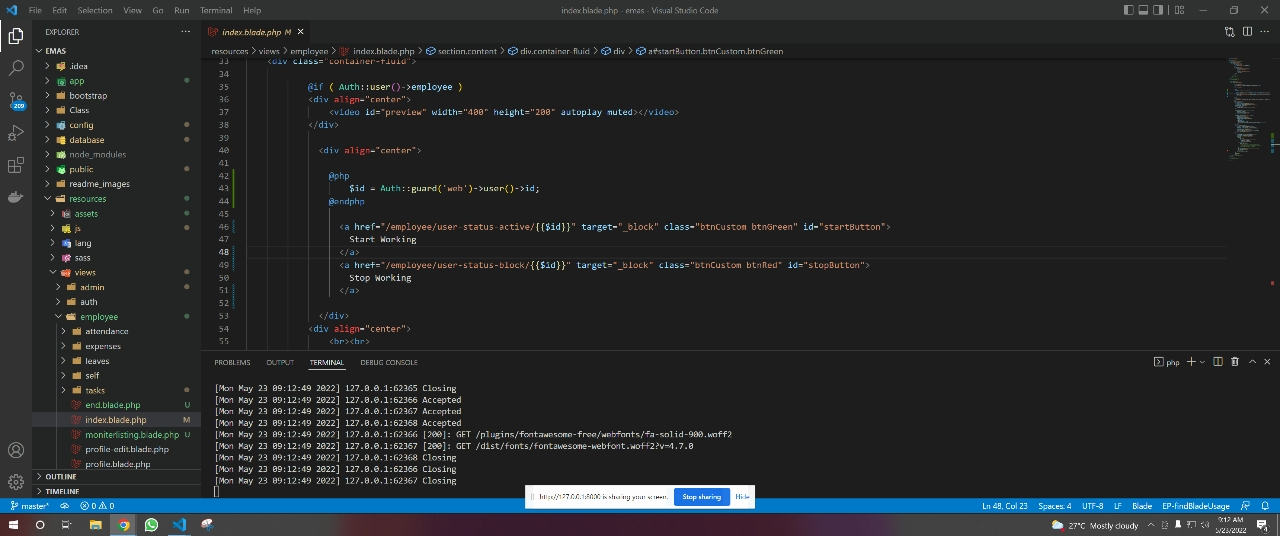 File Edit Selection View Go Run Terminal Help index.blade.php - emas - Visual Studio Code
EXPLORER ...
index.blade.php M ×
EMAS
resources > views > employee > index.blade.php > section.content > div.container-fluid > div > a#startButton.btnCustom.btnGreen
.idea
app
bootstrap
Class
config
database
node_modules
public
readme_images
resources
assets
js
lang
sass
views
admin
auth
employee
attendance
expenses
leaves
self
tasks
end.blade.php U
index.blade.php M
moniterlisting.blade.php U
profile-edit.blade.php
profile.blade.php
OUTLINE
TIMELINE
209
33 <div class="container-fluid">
34
35 @if ( Auth::user()->employee )
36 <div align="center">
37 <video id="preview" width="400" height="200" autoplay muted></video>
38 </div>
39
40 <div align="center">
41
42 @php
43 $id = Auth::guard('web')->user()->id;
44 @endphp
45
46 <a href="/employee/user-status-active/{{$id}}" target="_block" class="btnCustom btnGreen" id="startButton">
47 Start Working
48 </a>
49 <a href="/employee/user-status-block/{{$id}}" target="_block" class="btnCustom btnRed" id="stopButton">
50 Stop Working
51 </a>
52
53 </div>
54 <div align="center">
55 <br><br>
PROBLEMS OUTPUT TERMINAL DEBUG CONSOLE php
[Mon May 23 09:12:49 2022] 127.0.0.1:62365 Closing
[Mon May 23 09:12:49 2022] 127.0.0.1:62366 Accepted
[Mon May 23 09:12:49 2022] 127.0.0.1:62367 Accepted
[Mon May 23 09:12:49 2022] 127.0.0.1:62368 Accepted
[Mon May 23 09:12:49 2022] 127.0.0.1:62366 [200]: GET /plugins/fontawesome-free/webfonts/fa-solid-900.woff2
[Mon May 23 09:12:49 2022] 127.0.0.1:62367 [200]: GET /dist/fonts/fontawesome-webfont.woff2?v=4.7.0
[Mon May 23 09:12:49 2022] 127.0.0.1:62368 Closing
[Mon May 23 09:12:49 2022] 127.0.0.1:62366 Closing
[Mon May 23 09:12:49 2022] 127.0.0.1:62367 Closing
http://127.0.0.1:8000 is sharing your screen. Stop sharing Hide
master* 0 0 Ln 48, Col 23 Spaces: 4 UTF-8 LF Blade EP-findBladeUsage
27°C Mostly cloudy 9:12 AM
5/23/2022